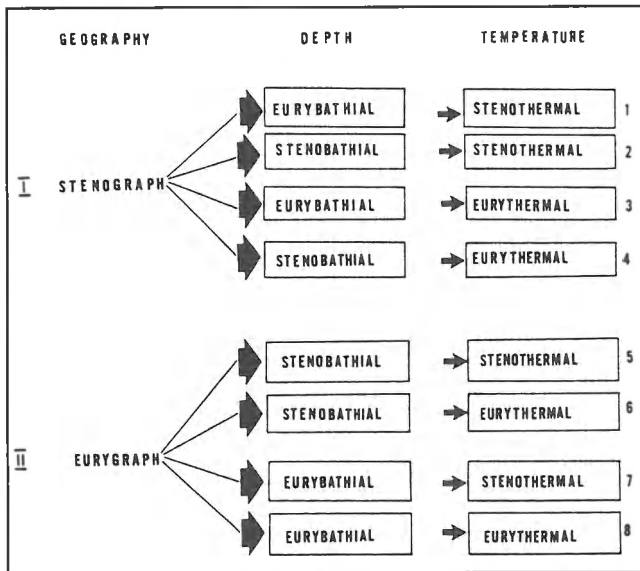 GEOGRAPHY DEPTH TEMPERATURE
EURYBATHIAL STENOTHERMAL 1
STENOBATHIAL STENOTHERMAL 2
I STENOGRAPH
EURYBATHIAL EURYTHERMAL 3
STENOBATHIAL EURYTHERMAL 4
STENOBATHIAL STENOTHERMAL 5
STENOBATHIAL EURYTHERMAL 6
II EURYGRAPH
EURYBATHIAL STENOTHERMAL 7
EURYBATHIAL EURYTHERMAL 8